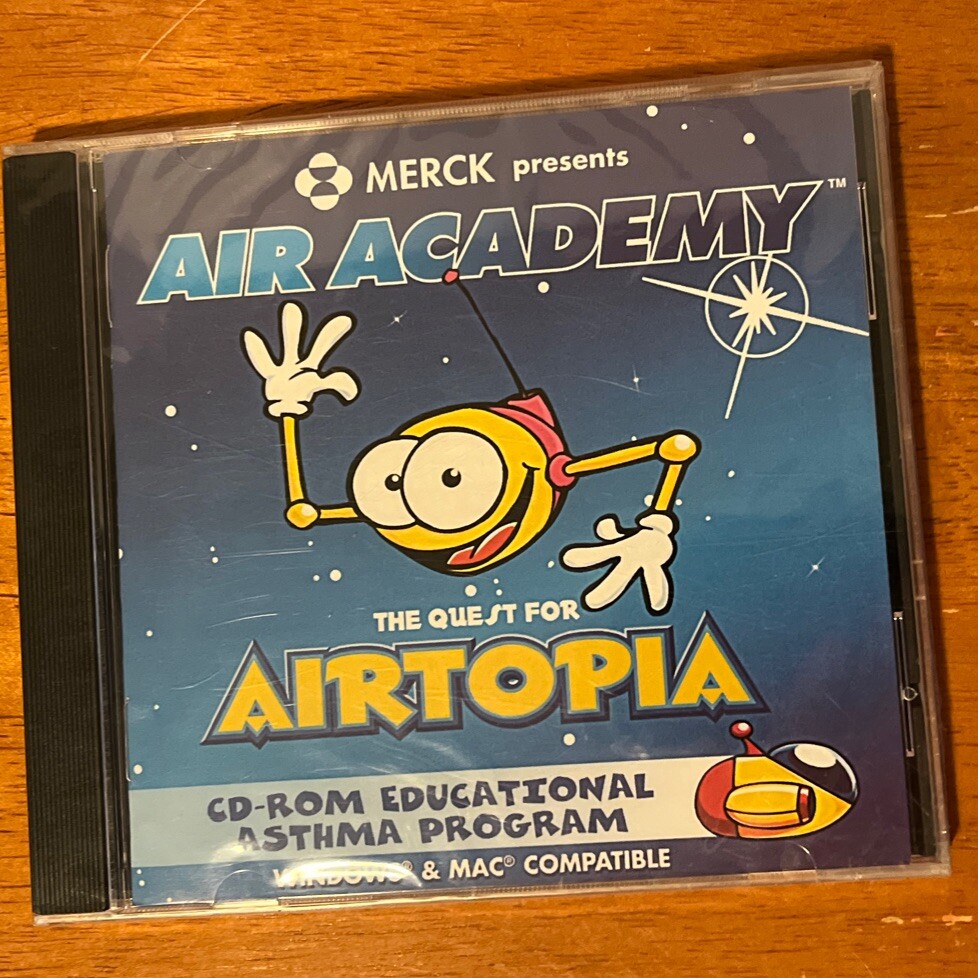 MERCK presents
AIR ACADEMY™
THE QUEST FOR
AIRTOPIA
CD-ROM EDUCATIONAL
ASTHMA PROGRAM
WINDOWS® & MAC® COMPATIBLE